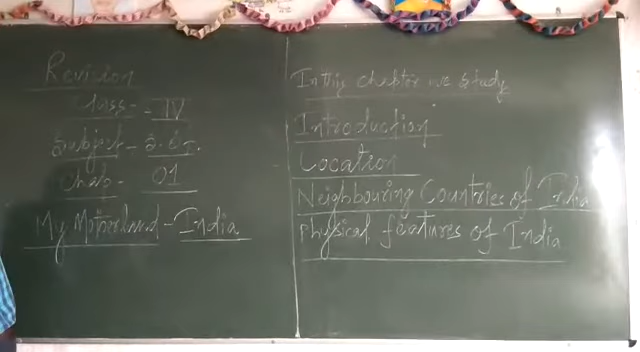 Revision
Class - IV
Subject - S. St.
Chap - 01
My Motherland - India
In this chapter we study
Introduction
Location
Neighbouring Countries of India
Physical features of India